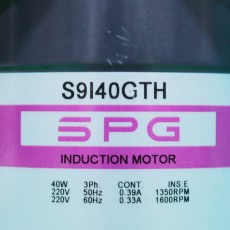 S9I40GTH
SPG
INDUCTION MOTOR
40W 3Ph. CONT. INS.E
220V 50Hz 0.39A 1350RPM
220V 60Hz 0.33A 1600RPM